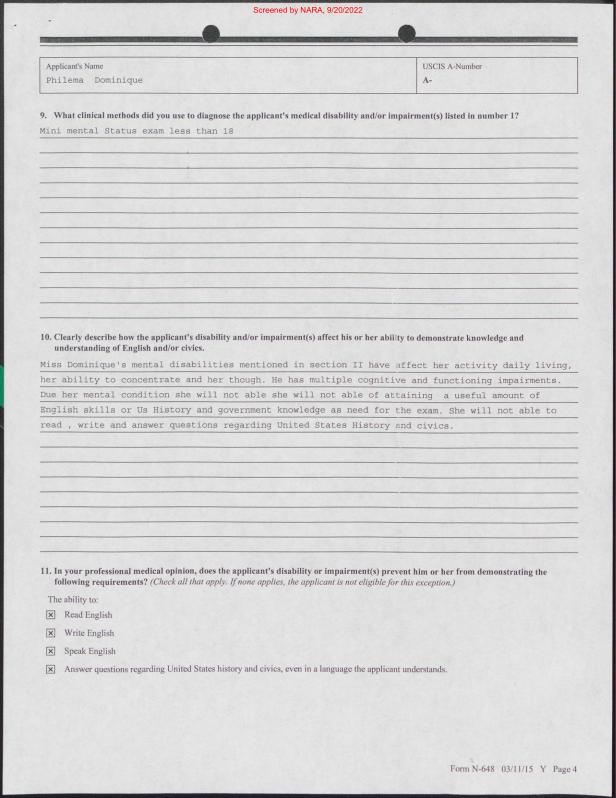 Screened by NARA, 9/20/2022
Applicant's Name
Philema Dominique
USCIS A-Number
A-
9. What clinical methods did you use to diagnose the applicant's medical disability and/or impairment(s) listed in number 1?
Mini mental Status exam less than 18
10. Clearly describe how the applicant's disability and/or impairment(s) affect his or her ability to demonstrate knowledge and
understanding of English and/or civics.
Miss Dominique's mental disabilities mentioned in section II have affect her activity daily living,
her ability to concentrate and her though. He has multiple cognitive and functioning impairments.
Due her mental condition she will not able she will not able of attaining a useful amount of
English skills or Us History and government knowledge as need for the exam. She will not able to
read , write and answer questions regarding United States History and civics.
11. In your professional medical opinion, does the applicant's disability or impairment(s) prevent him or her from demonstrating the
following requirements? (Check all that apply. If none applies, the applicant is not eligible for this exception.)
The ability to:
Read English
Write English
Speak English
Answer questions regarding United States history and civics, even in a language the applicant understands.
Form N-648 03/11/15 Y Page 4